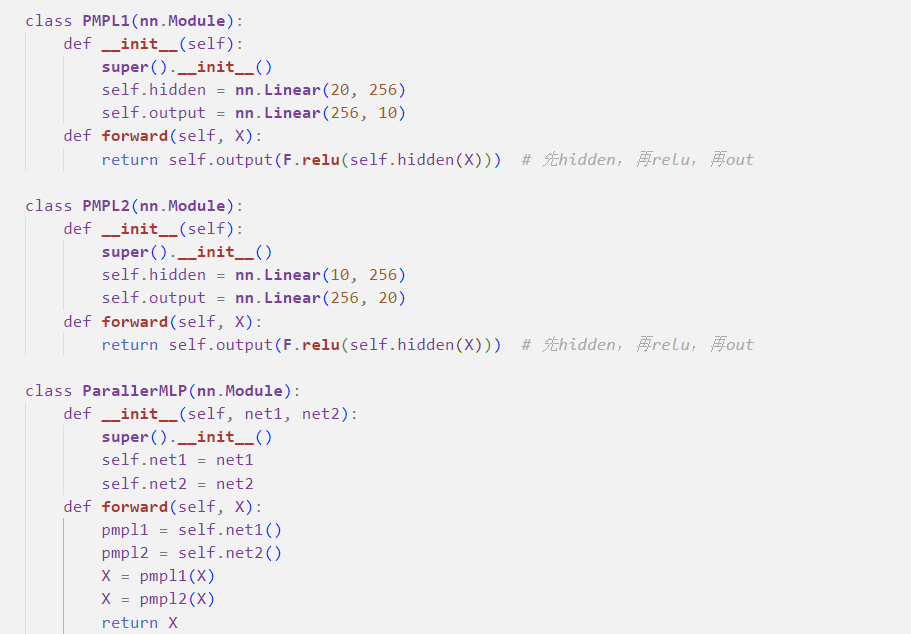 class PMPL1(nn.Module):
    def __init__(self):
        super().__init__()
        self.hidden = nn.Linear(20, 256)
        self.output = nn.Linear(256, 10)
    def forward(self, X):
        return self.output(F.relu(self.hidden(X)))  # 先hidden，再relu，再out
class PMPL2(nn.Module):
    def __init__(self):
        super().__init__()
        self.hidden = nn.Linear(10, 256)
        self.output = nn.Linear(256, 20)
    def forward(self, X):
        return self.output(F.relu(self.hidden(X)))  # 先hidden，再relu，再out
class ParallerMLP(nn.Module):
    def __init__(self, net1, net2):
        super().__init__()
        self.net1 = net1
        self.net2 = net2
    def forward(self, X):
        pmpl1 = self.net1()
        pmpl2 = self.net2()
        X = pmpl1(X)
        X = pmpl2(X)
        return X